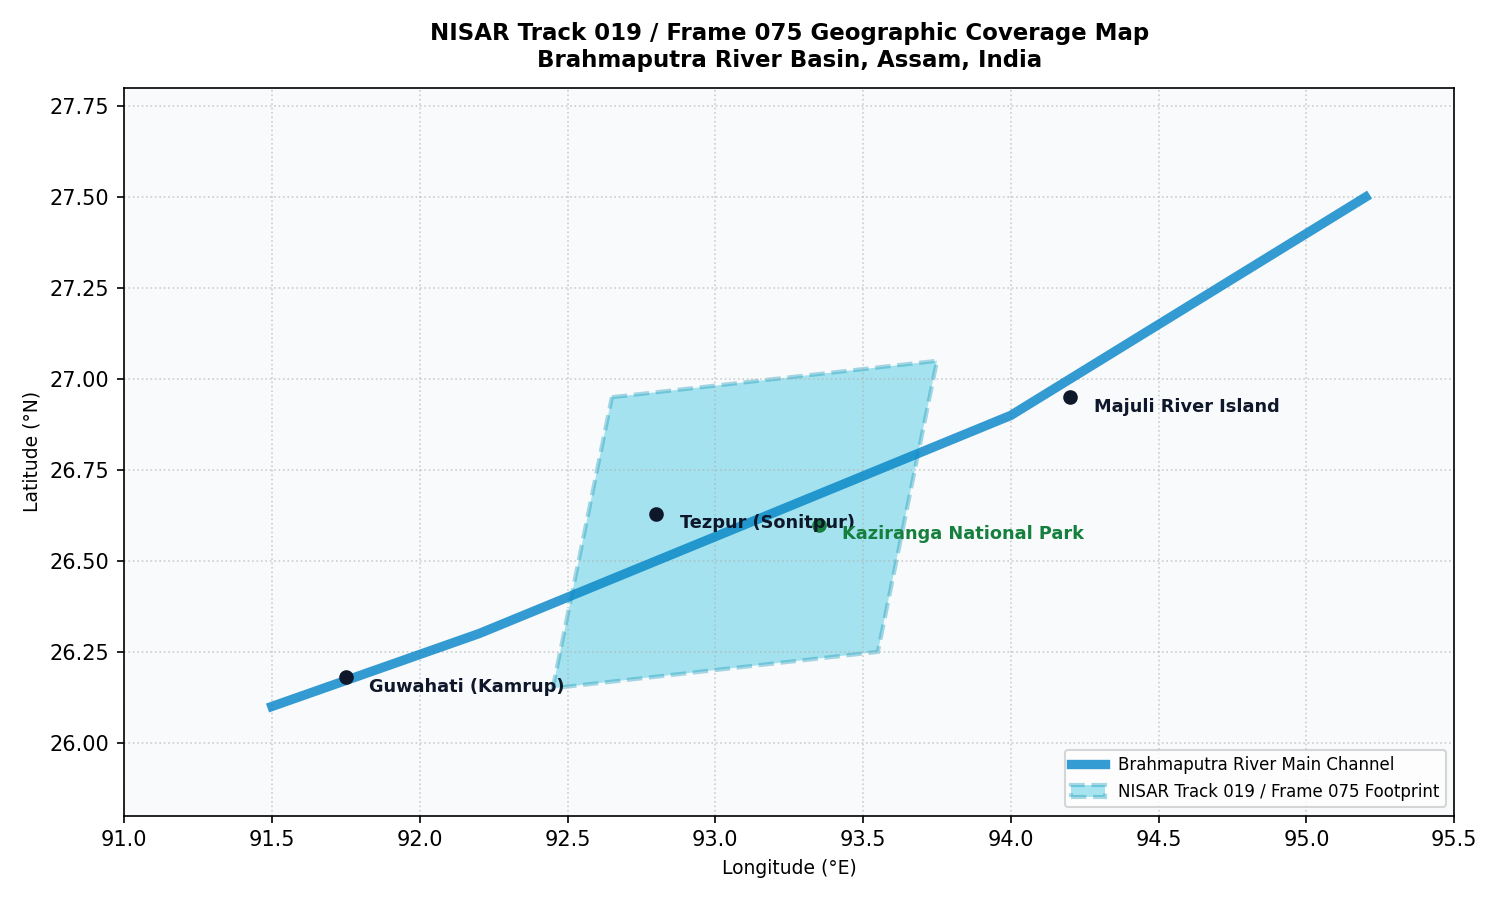 NISAR Track 019 / Frame 075 Geographic Coverage Map
Brahmaputra River Basin, Assam, India
Latitude (°N)
27.75
27.50
27.25
27.00
26.75
26.50
26.25
26.00
Majuli River Island
Tezpur (Sonitpur)
Kaziranga National Park
Guwahati (Kamrup)
Brahmaputra River Main Channel
NISAR Track 019 / Frame 075 Footprint
91.0 91.5 92.0 92.5 93.0 93.5 94.0 94.5 95.0 95.5
Longitude (°E)